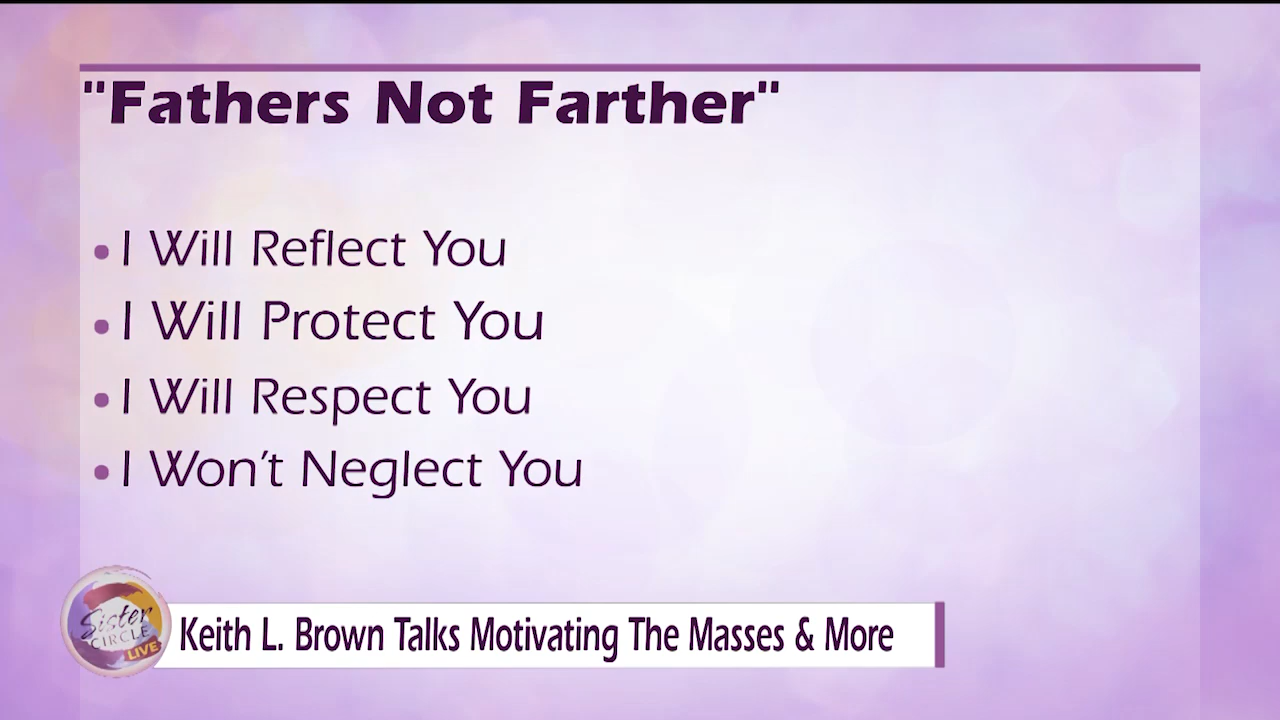 "Fathers Not Farther"
• I Will Reflect You
• I Will Protect You
• I Will Respect You
• I Won't Neglect You
Sister
CIRCLE
LIVE
Keith L. Brown Talks Motivating The Masses & More